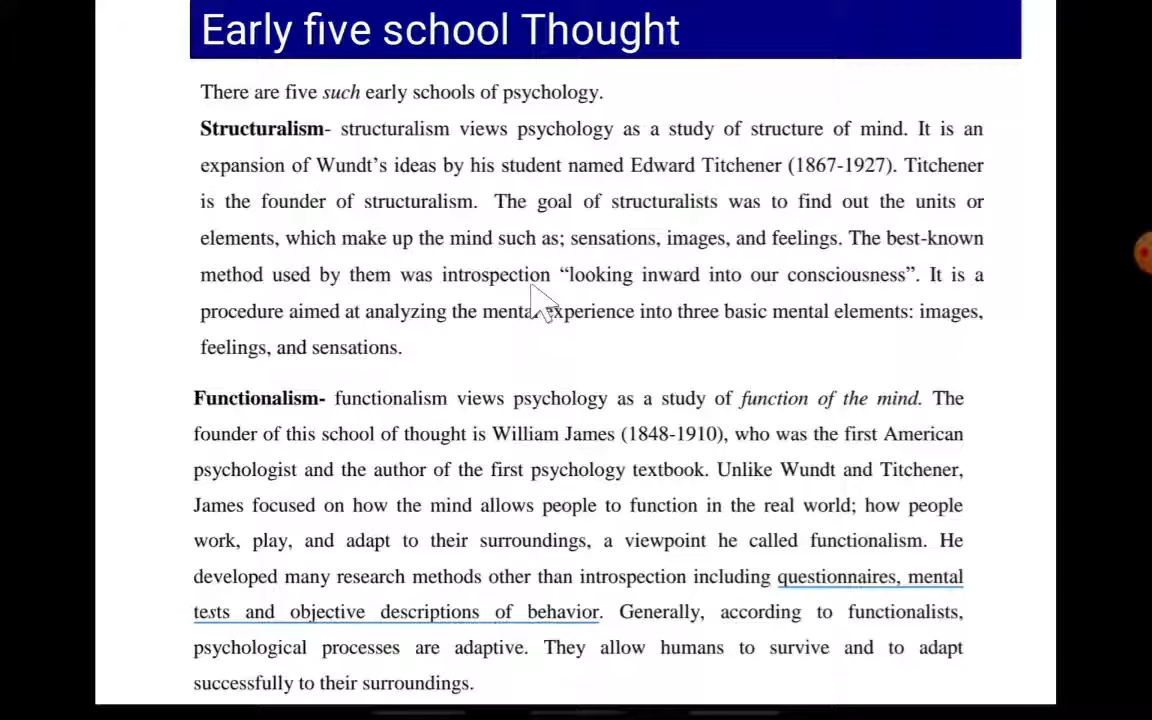 Early five school Thought
There are five such early schools of psychology.
Structuralism- structuralism views psychology as a study of structure of mind. It is an
expansion of Wundt’s ideas by his student named Edward Titchener (1867-1927). Titchener
is the founder of structuralism. The goal of structuralists was to find out the units or
elements, which make up the mind such as; sensations, images, and feelings. The best-known
method used by them was introspection “looking inward into our consciousness”. It is a
procedure aimed at analyzing the mental experience into three basic mental elements: images,
feelings, and sensations.
Functionalism- functionalism views psychology as a study of function of the mind. The
founder of this school of thought is William James (1848-1910), who was the first American
psychologist and the author of the first psychology textbook. Unlike Wundt and Titchener,
James focused on how the mind allows people to function in the real world; how people
work, play, and adapt to their surroundings, a viewpoint he called functionalism. He
developed many research methods other than introspection including questionnaires, mental
tests and objective descriptions of behavior. Generally, according to functionalists,
psychological processes are adaptive. They allow humans to survive and to adapt
successfully to their surroundings.